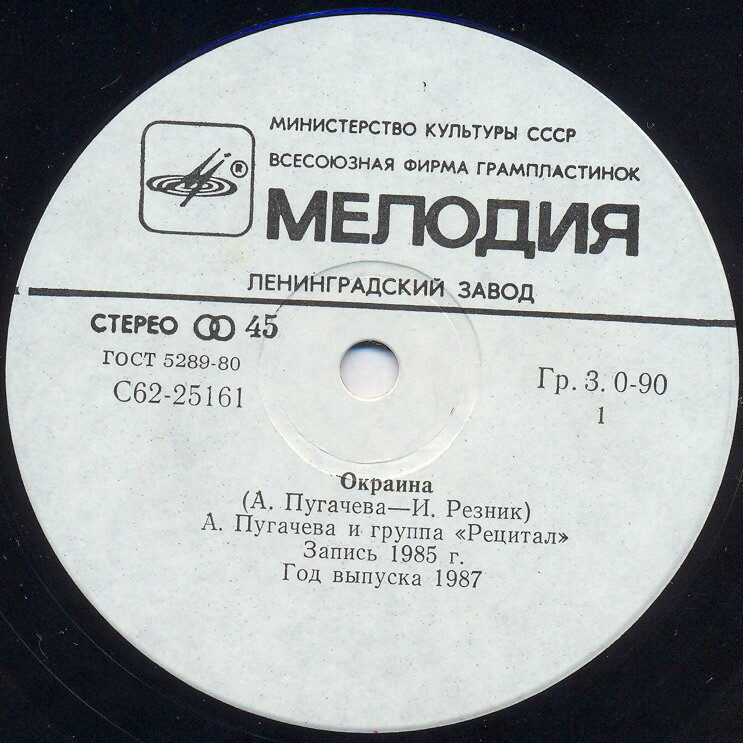 МИНИСТЕРСТВО КУЛЬТУРЫ СССР
ВСЕСОЮЗНАЯ ФИРМА ГРАМПЛАСТИНОК
®
МЕЛОДИЯ
ЛЕНИНГРАДСКИЙ ЗАВОД
СТЕРЕО 45
ГОСТ 5289-80
С62-25161
Гр. 3. 0-90
1
Окраина
(А. Пугачева—И. Резник)
А. Пугачева и группа «Рецитал»
Запись 1985 г.
Год выпуска 1987